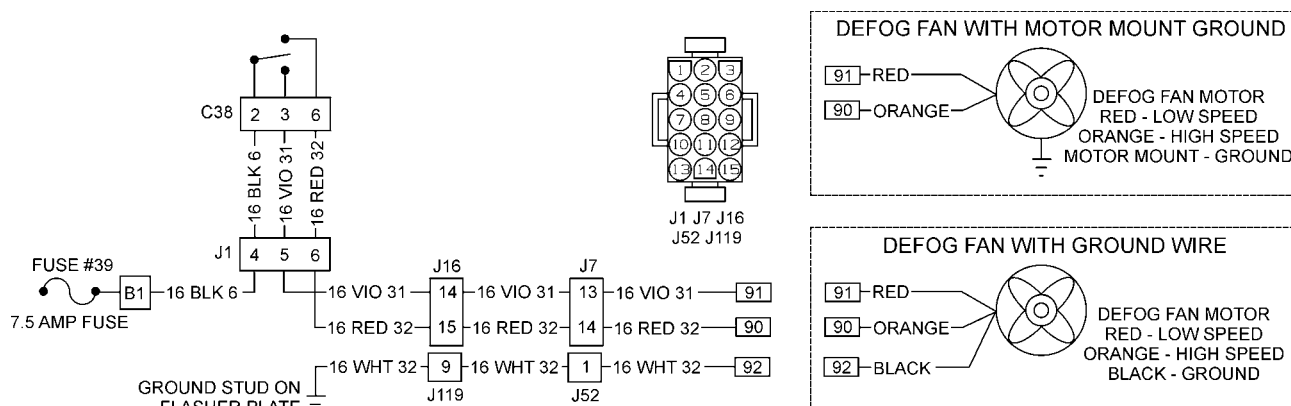 DEFOG FAN WITH MOTOR MOUNT GROUND
91 RED
90 ORANGE
DEFOG FAN MOTOR
RED - LOW SPEED
ORANGE - HIGH SPEED
MOTOR MOUNT - GROUND
C38 2 3 6
16 BLK 6
16 VIO 31
16 RED 32
J1 4 5 6
1 2 3
4 5 6
7 8 9
10 11 12
13 14 15
J1 J7 J16
J52 J119
FUSE #39
B1 16 BLK 6
7.5 AMP FUSE
J16 J7
16 VIO 31 14 16 VIO 31 13 16 VIO 31 91
16 RED 32 15 16 RED 32 14 16 RED 32 90
16 WHT 32 9 16 WHT 32 1 16 WHT 32 92
J119 J52
GROUND STUD ON
FLASHER PLATE
DEFOG FAN WITH GROUND WIRE
91 RED
90 ORANGE
92 BLACK
DEFOG FAN MOTOR
RED - LOW SPEED
ORANGE - HIGH SPEED
BLACK - GROUND